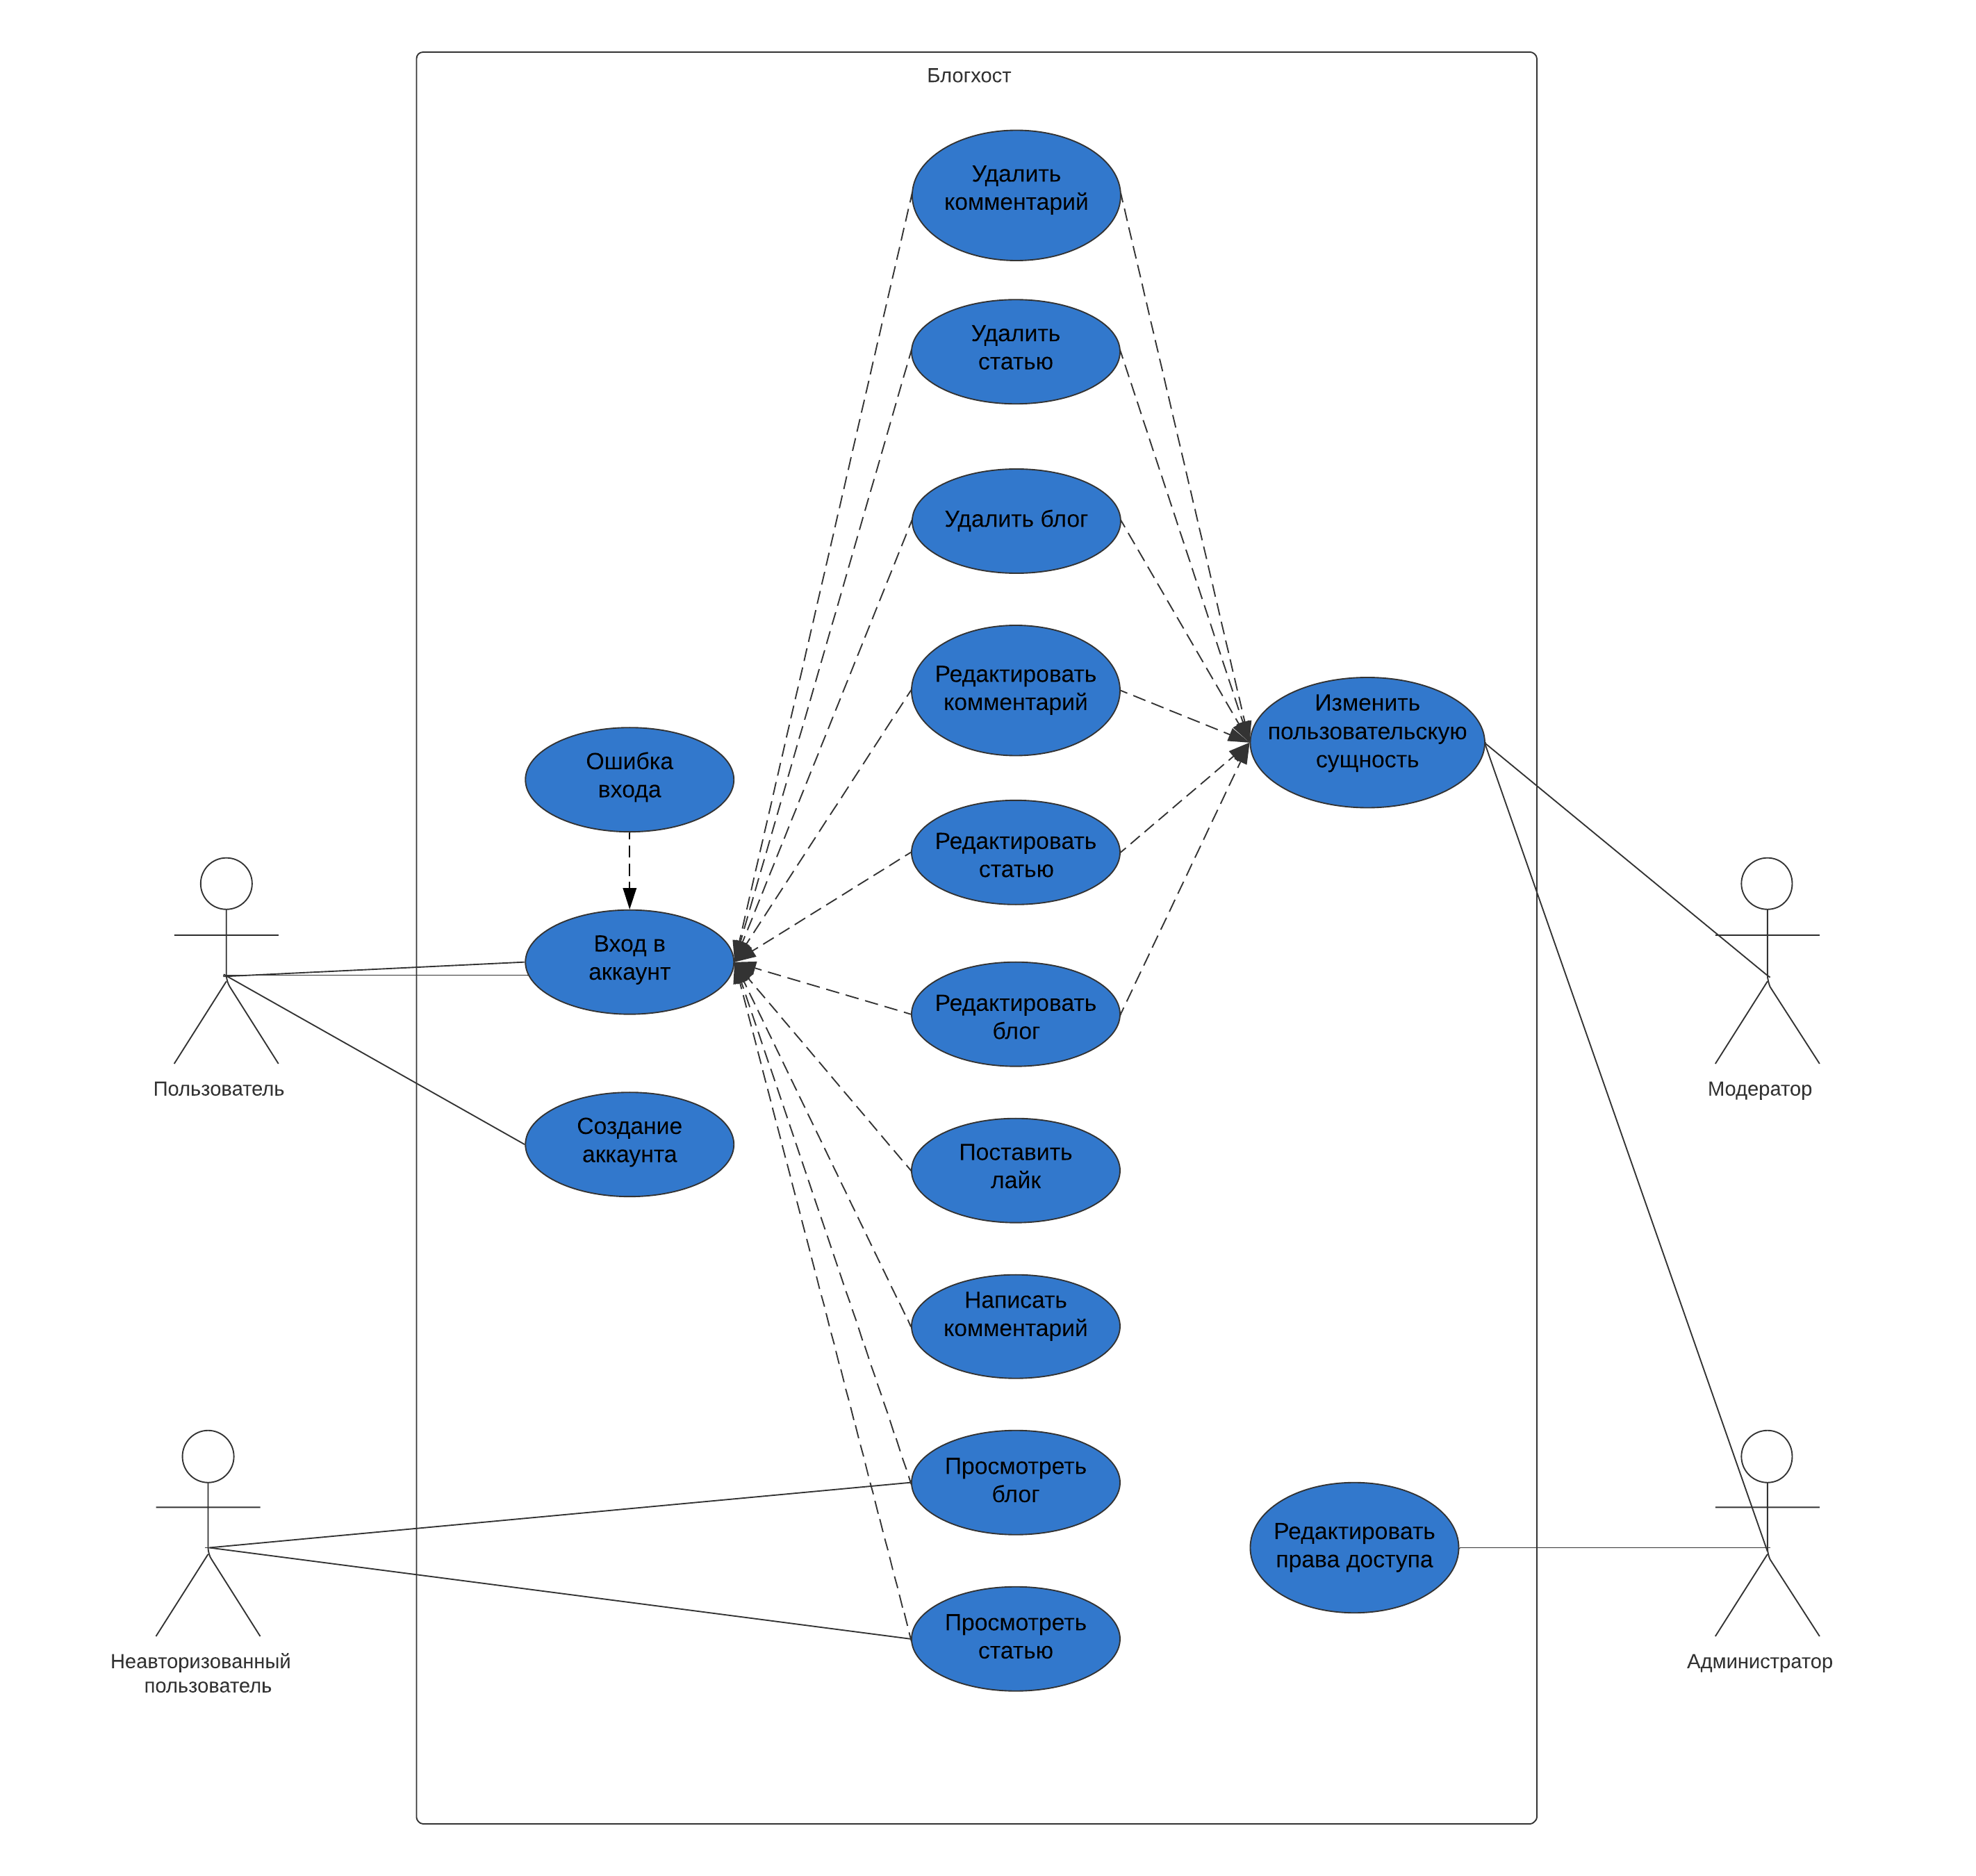 Блогхост
Удалить
комментарий
Удалить
статью
Удалить блог
Редактировать
комментарий
Изменить
пользовательскую
сущность
Ошибка
входа
Редактировать
статью
Вход в
аккаунт
Редактировать
блог
Пользователь
Модератор
Создание
аккаунта
Поставить
лайк
Написать
комментарий
Просмотреть
блог
Редактировать
права доступа
Просмотреть
статью
Неавторизованный
пользователь
Администратор